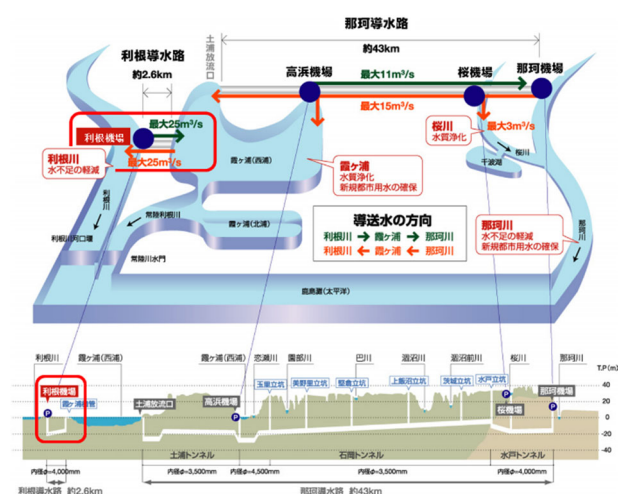 那珂導水路
約43km
利根導水路
約2.6km
土浦放流口
高浜機場
桜機場
那珂機場
最大11m³/s
最大15m³/s
最大25m³/s
利根機場
最大25m³/s
最大3m³/s
桜川
水質浄化
桜川
千波湖
利根川
水不足の軽減
霞ヶ浦(西浦)
霞ヶ浦
水質浄化
新規都市用水の確保
利根川
常陸利根川
霞ヶ浦(北浦)
利根川河口堰
常陸川水門
那珂川
那珂川
水不足の軽減
新規都市用水の確保
導送水の方向
利根川 → 霞ヶ浦 → 那珂川
利根川 ← 霞ヶ浦 ← 那珂川
鹿島灘(太平洋)
利根川
霞ヶ浦(西浦)
霞ヶ浦(西浦)
恋瀬川
園部川
巴川
涸沼川
涸沼前川
桜川
那珂川
T.P(m)
利根機場
土浦放流口
高浜機場
玉里立坑
美野里立坑
堅倉立坑
上飯沼立坑
茨城立坑
水戸立坑
桜機場
那珂機場
P
P
P
P
40
20
0
-20
-40
土浦トンネル
石岡トンネル
水戸トンネル
内径φ=4,000mm
内径φ=3,500mm
内径φ=4,500mm
内径φ=3,500mm
内径φ=4,000mm
利根導水路 約2.6km
那珂導水路 約43km